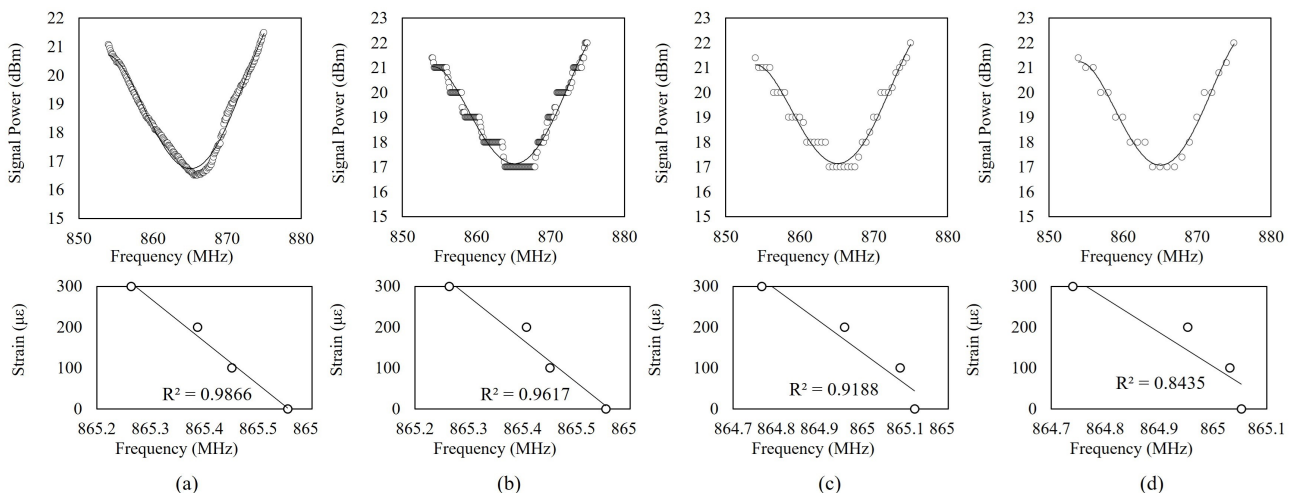 22
21
20
19
18
17
16
15
Signal Power (dBm)
850 860 870 880
Frequency (MHz)
22
21
20
19
18
17
16
15
Signal Power (dBm)
850 860 870 880
Frequency (MHz)
22
21
20
19
18
17
16
15
Signal Power (dBm)
850 860 870 880
Frequency (MHz)
22
21
20
19
18
17
16
15
Signal Power (dBm)
850 860 870 880
Frequency (MHz)
300
200
100
0
Strain (με)
R² = 0.9866
865.2 865.3 865.4 865.5 865
Frequency (MHz)
300
200
100
0
Strain (με)
R² = 0.9617
865.2 865.3 865.4 865.5 865
Frequency (MHz)
300
200
100
0
Strain (με)
R² = 0.9188
864.7 864.8 864.9 865 865.1 865
Frequency (MHz)
300
200
100
0
Strain (με)
R² = 0.8435
864.7 864.8 864.9 865 865.1
Frequency (MHz)
(a) (b) (c) (d)